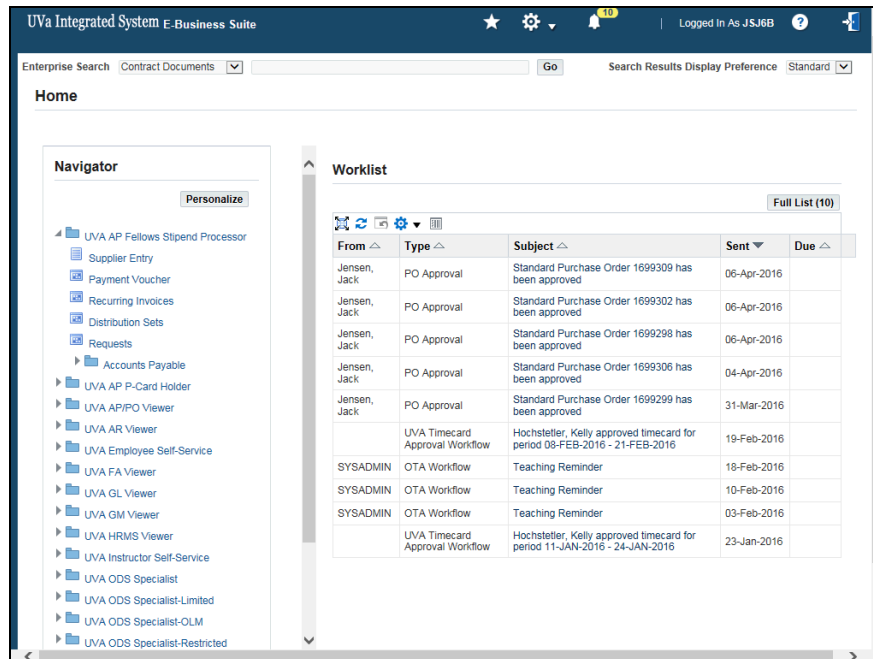 UVa Integrated System E-Business Suite
10
Logged In As JSJ6B
?
Enterprise Search Contract Documents Go Search Results Display Preference Standard
Home
Navigator
Personalize
UVA AP Fellows Stipend Processor
Supplier Entry
Payment Voucher
Recurring Invoices
Distribution Sets
Requests
Accounts Payable
UVA AP P-Card Holder
UVA AP/PO Viewer
UVA AR Viewer
UVA Employee Self-Service
UVA FA Viewer
UVA GL Viewer
UVA GM Viewer
UVA HRMS Viewer
UVA Instructor Self-Service
UVA ODS Specialist
UVA ODS Specialist-Limited
UVA ODS Specialist-OLM
UVA ODS Specialist-Restricted
Worklist
Full List (10)
From Type Subject Sent Due
Jensen, Jack PO Approval Standard Purchase Order 1699309 has been approved 06-Apr-2016
Jensen, Jack PO Approval Standard Purchase Order 1699302 has been approved 06-Apr-2016
Jensen, Jack PO Approval Standard Purchase Order 1699298 has been approved 06-Apr-2016
Jensen, Jack PO Approval Standard Purchase Order 1699306 has been approved 04-Apr-2016
Jensen, Jack PO Approval Standard Purchase Order 1699299 has been approved 31-Mar-2016
UVA Timecard Approval Workflow Hochstetler, Kelly approved timecard for period 08-FEB-2016 - 21-FEB-2016 19-Feb-2016
SYSADMIN OTA Workflow Teaching Reminder 18-Feb-2016
SYSADMIN OTA Workflow Teaching Reminder 10-Feb-2016
SYSADMIN OTA Workflow Teaching Reminder 03-Feb-2016
UVA Timecard Approval Workflow Hochstetler, Kelly approved timecard for period 11-JAN-2016 - 24-JAN-2016 23-Jan-2016